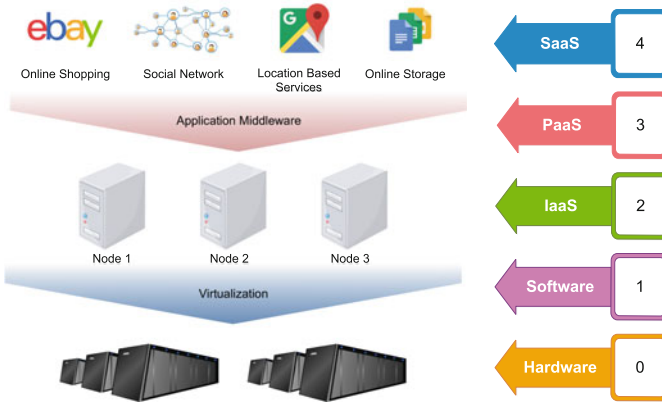 ebay
G
Online Shopping
Social Network
Location Based
Services
Online Storage
SaaS 4
Application Middleware
PaaS 3
Node 1
Node 2
Node 3
IaaS 2
Virtualization
Software 1
Hardware 0